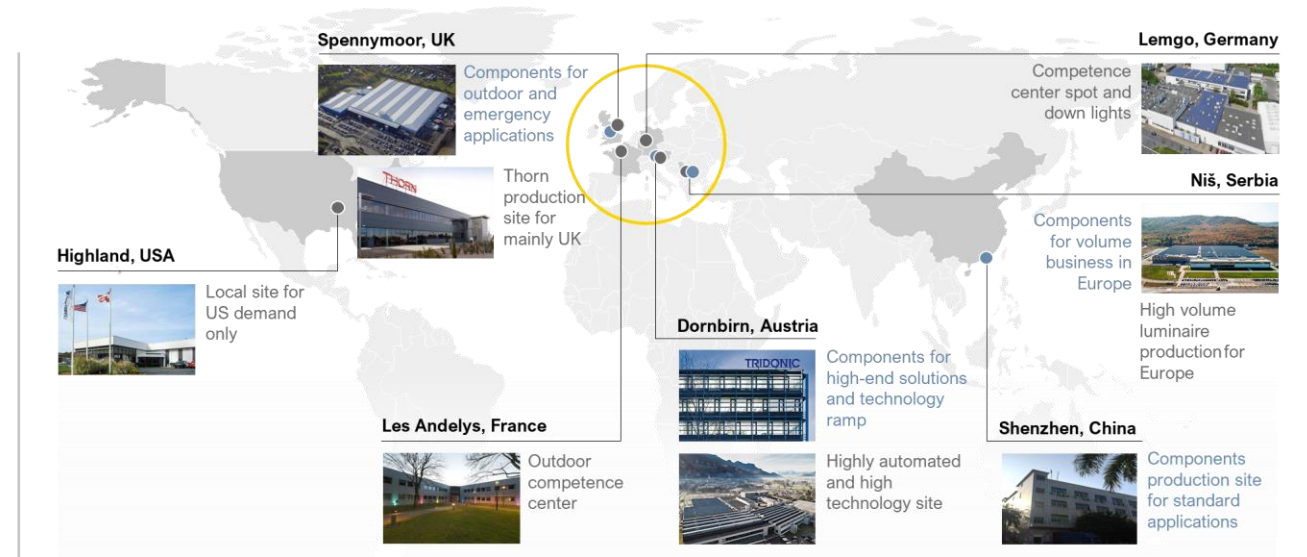 Spennymoor, UK
Components for
outdoor and
emergency
applications
THORN
Thorn
production
site for
mainly UK
Lemgo, Germany
Competence
center spot and
down lights
Niš, Serbia
Components
for volume
business in
Europe
High volume
luminaire
production for
Europe
Highland, USA
Local site for
US demand
only
Dornbirn, Austria
TRIDONIC
Components for
high-end solutions
and technology
ramp
Highly automated
and high
technology site
Les Andelys, France
Outdoor
competence
center
Shenzhen, China
Components
production site
for standard
applications